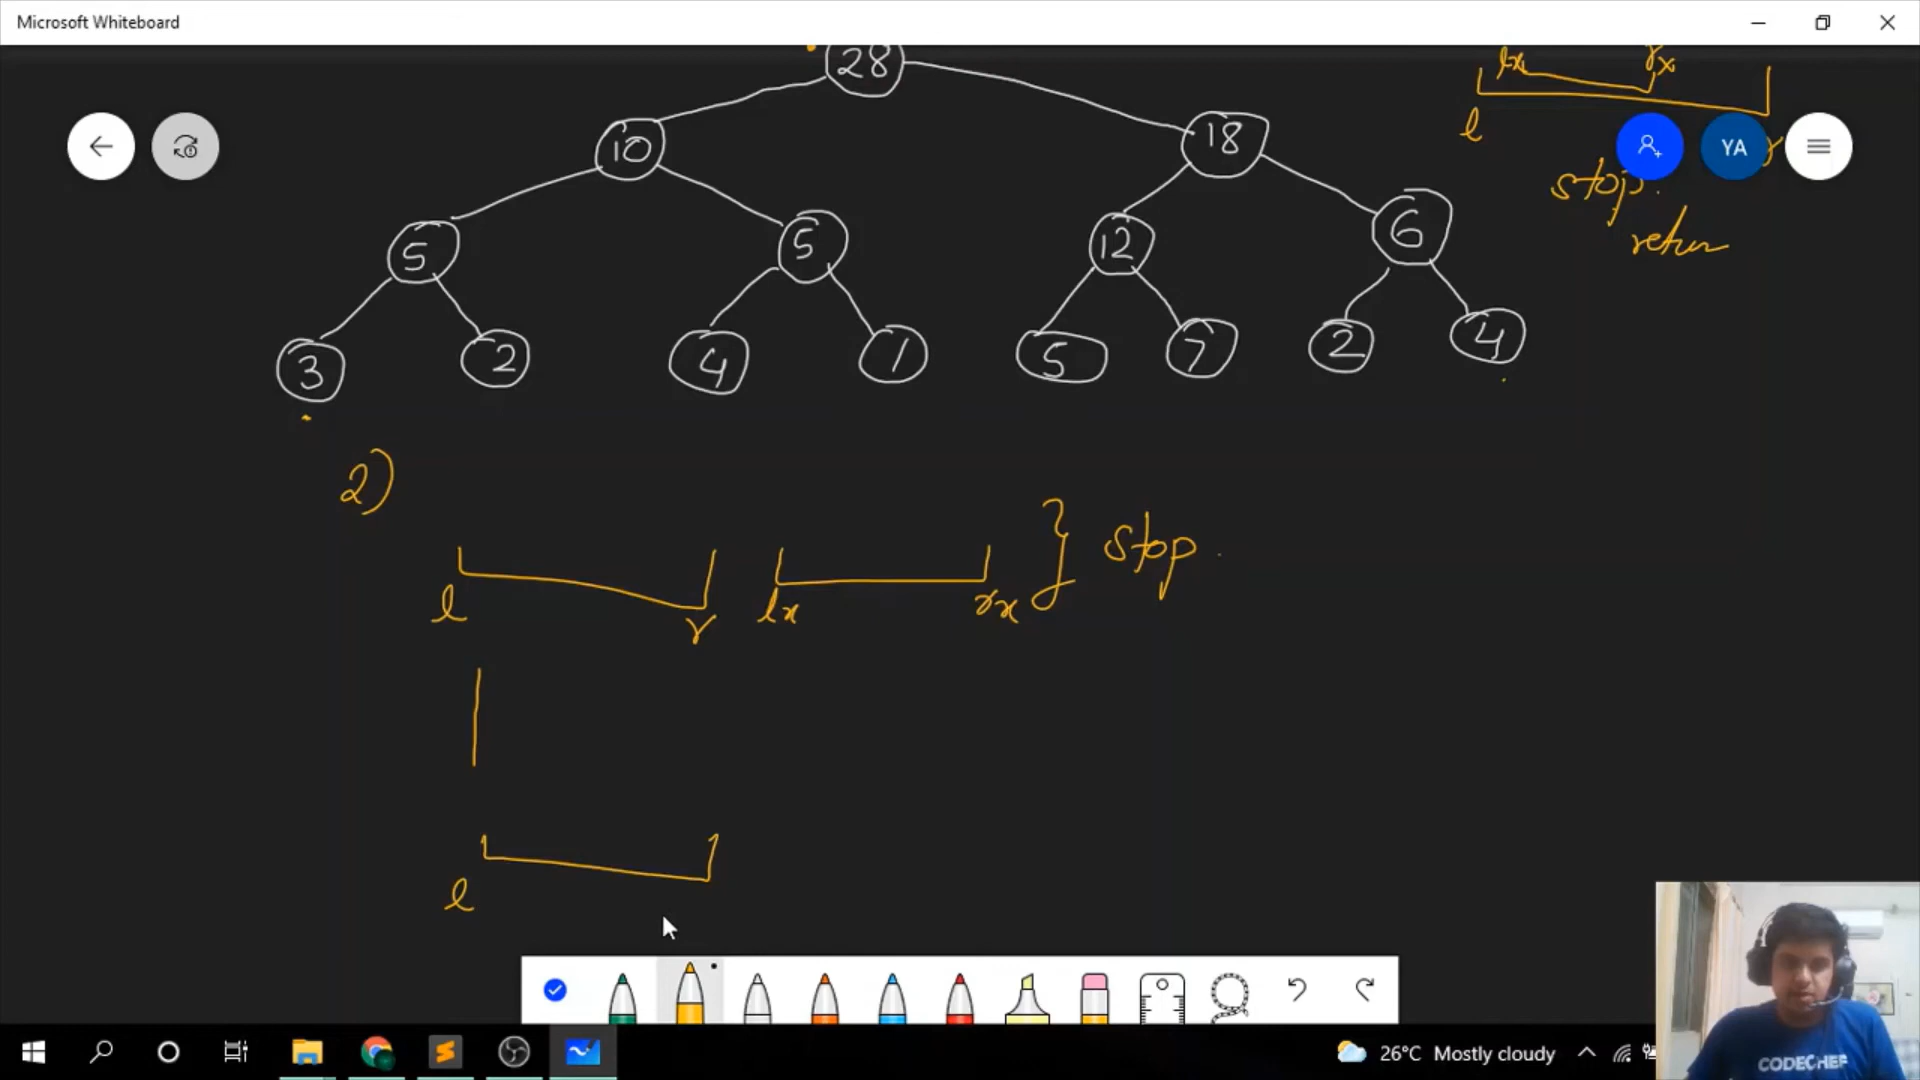 Microsoft Whiteboard
28
lx rx
l
YA
10
18
stop.
retur
5
5
12
6
3
2
4
1
5
7
2
4
2)
l r lx rx } stop.
l
26°C Mostly cloudy
CODECHEF